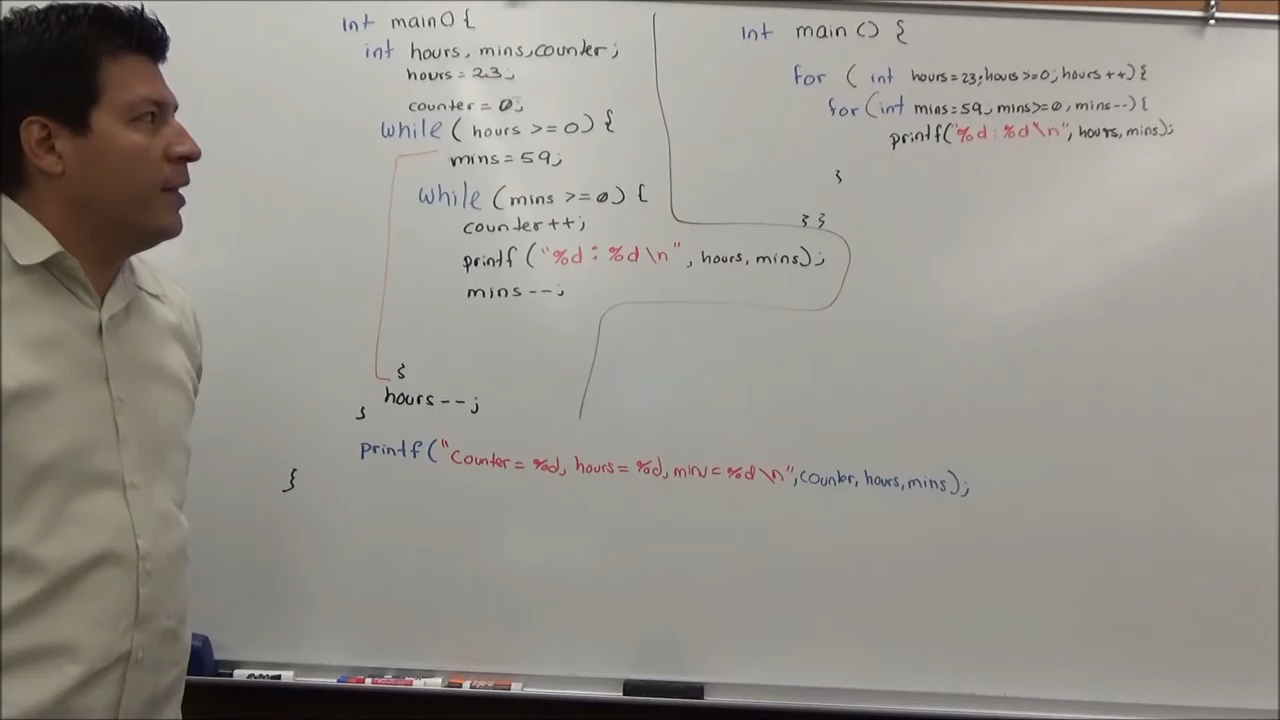 int main() {
int hours, mins, counter;
hours = 23;
counter = 0;
while ( hours >= 0 ) {
mins = 59;
while (mins >= 0) {
counter++;
printf ("%d : %d \n" , hours, mins);
mins--;
}
hours--;
}
printf ("counter = %d, hours = %d, min = %d \n", counter, hours, mins);
}
int main () {
for ( int hours=23; hours >=0; hours ++) {
for (int mins=59; mins>=0; mins--) {
printf("%d : %d \n", hours, mins);
}
} }